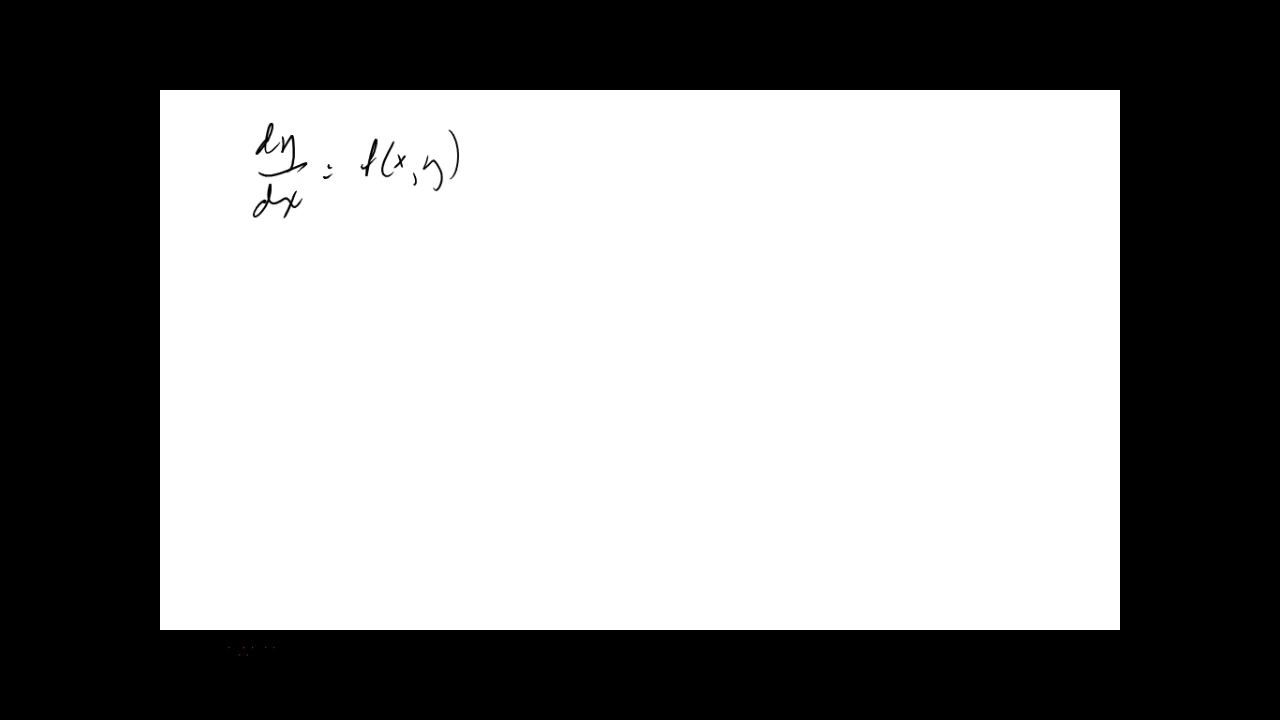 dy/dx = f(x,y)